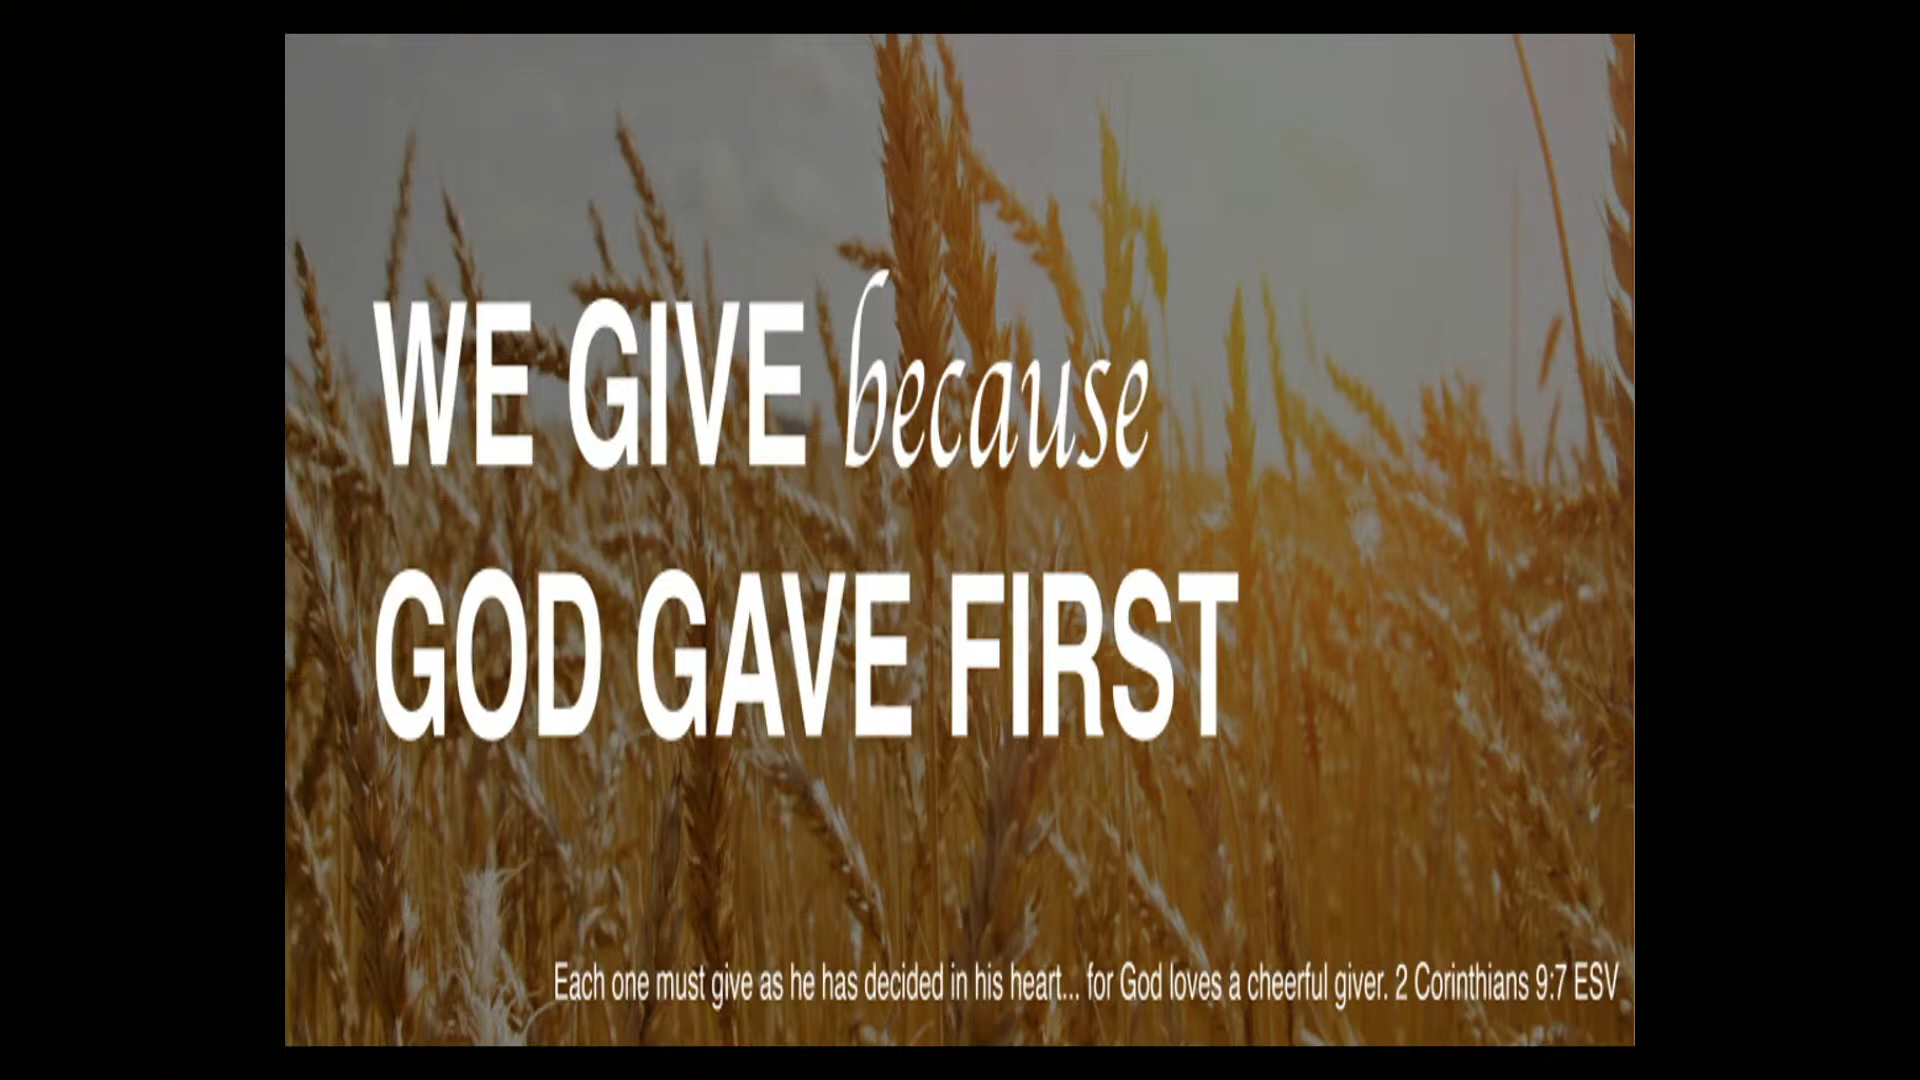 WE GIVE because
GOD GAVE FIRST
Each one must give as he has decided in his heart... for God loves a cheerful giver. 2 Corinthians 9:7 ESV